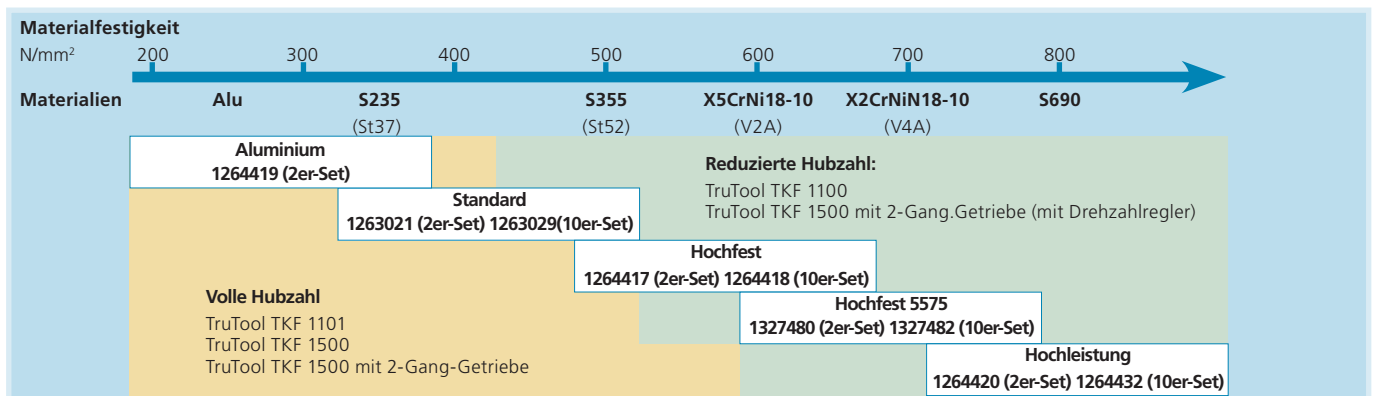 Materialfestigkeit
N/mm² 200 300 400 500 600 700 800
Materialien Alu S235 S355 X5CrNi18-10 X2CrNiN18-10 S690
(St37) (St52) (V2A) (V4A)
Aluminium
1264419 (2er-Set)
Reduzierte Hubzahl:
TruTool TKF 1100
TruTool TKF 1500 mit 2-Gang.Getriebe (mit Drehzahlregler)
Standard
1263021 (2er-Set) 1263029(10er-Set)
Hochfest
1264417 (2er-Set) 1264418 (10er-Set)
Volle Hubzahl
TruTool TKF 1101
TruTool TKF 1500
TruTool TKF 1500 mit 2-Gang-Getriebe
Hochfest 5575
1327480 (2er-Set) 1327482 (10er-Set)
Hochleistung
1264420 (2er-Set) 1264432 (10er-Set)